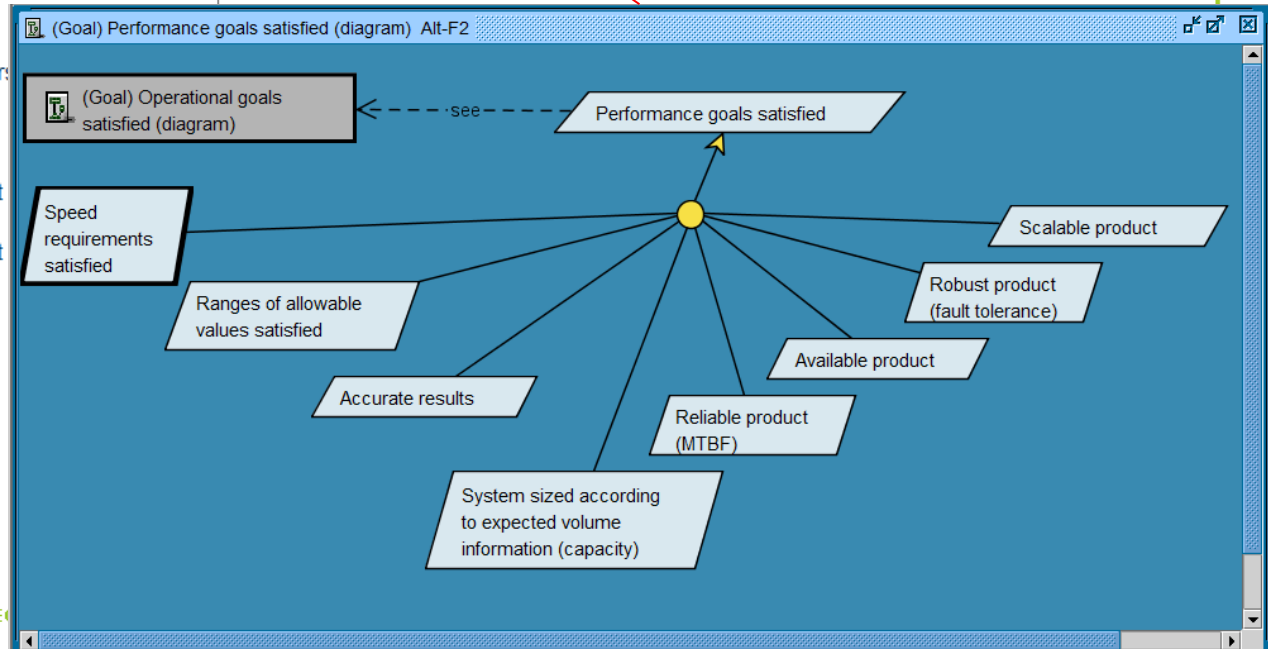 (Goal) Performance goals satisfied (diagram) Alt-F2
(Goal) Operational goals
satisfied (diagram)
see
Performance goals satisfied
Speed
requirements
satisfied
Scalable product
Ranges of allowable
values satisfied
Robust product
(fault tolerance)
Available product
Accurate results
Reliable product
(MTBF)
System sized according
to expected volume
information (capacity)